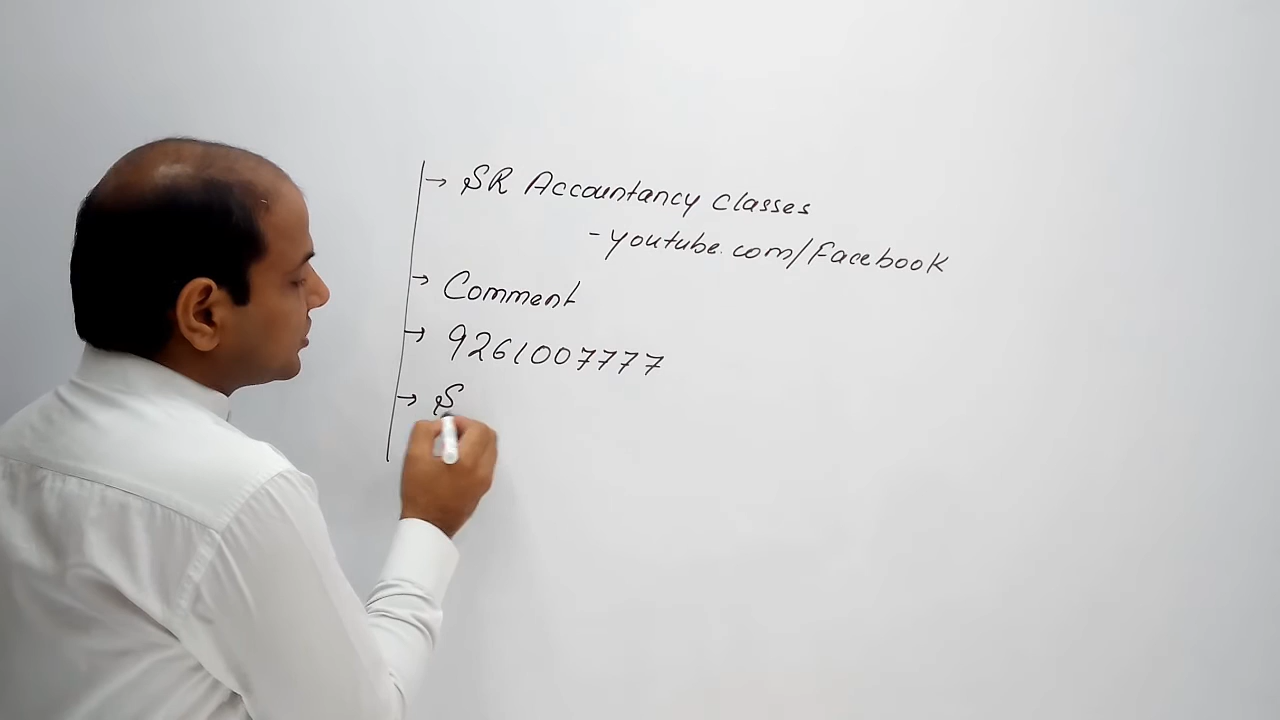 → SR Accountancy Classes
- youtube.com/Facebook
→ Comment
→ 9261007777
→ S